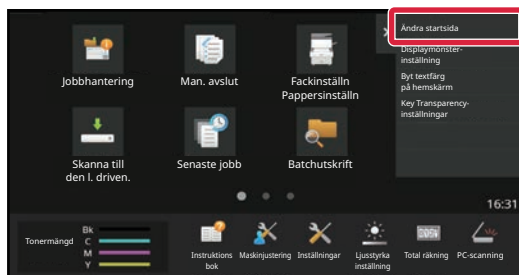 Ändra startsida
Displaymönster-
inställning
Byt textfärg
på hemskärm
Key Transparency-
inställningar
Jobbhantering
Man. avslut
Fackinställn
Pappersinställn
Skanna till
den l. driven.
Senaste jobb
Batchutskrift
16:31
Tonermängd
Bk
C
M
Y
Instruktions
bok
Maskinjustering
Inställningar
Ljusstyrka
inställning
Total räkning
PC-scanning